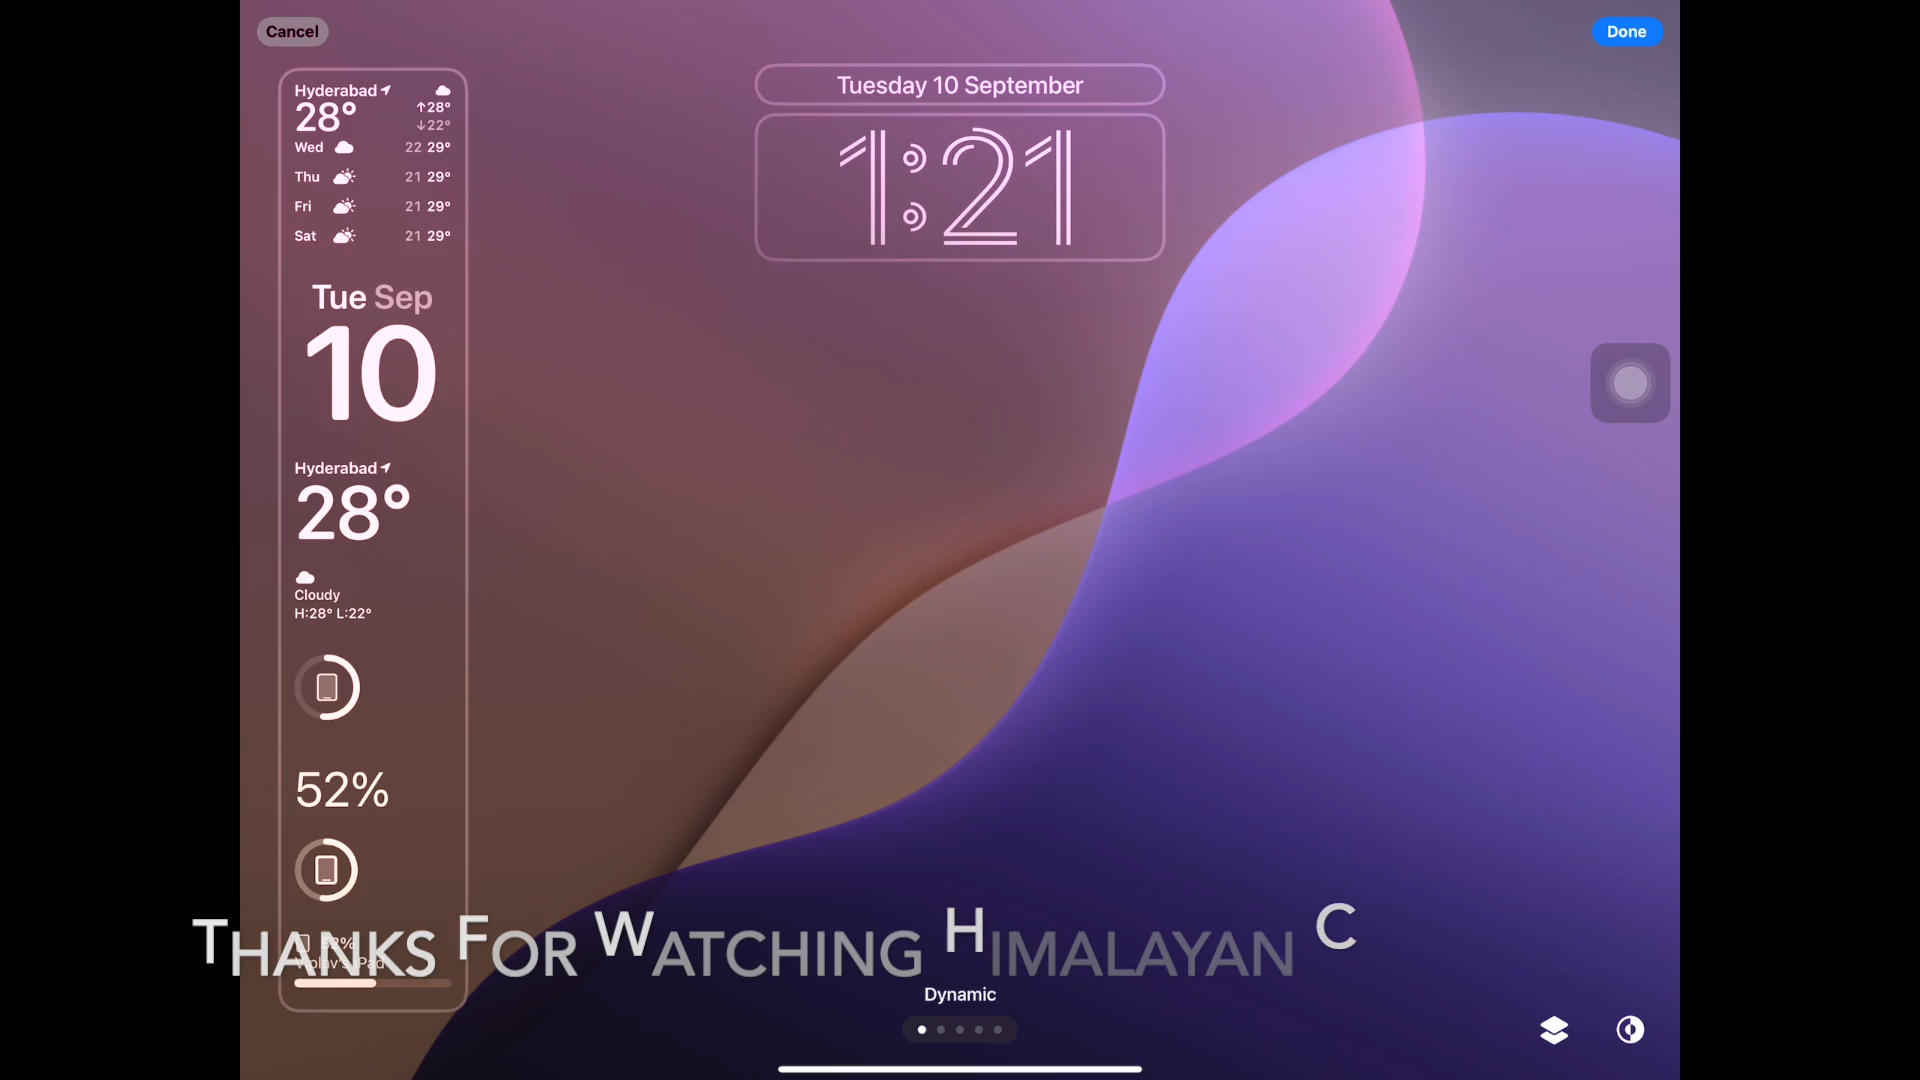 Cancel
Done
Tuesday 10 September
1:21
Hyderabad
28°
↑28°
↓22°
Wed 22 29°
Thu 21 29°
Fri 21 29°
Sat 21 29°
Tue Sep
10
Hyderabad
28°
Cloudy
H:28° L:22°
52%
52%
THANKS FOR WATCHING HIMALAYAN C
Dynamic